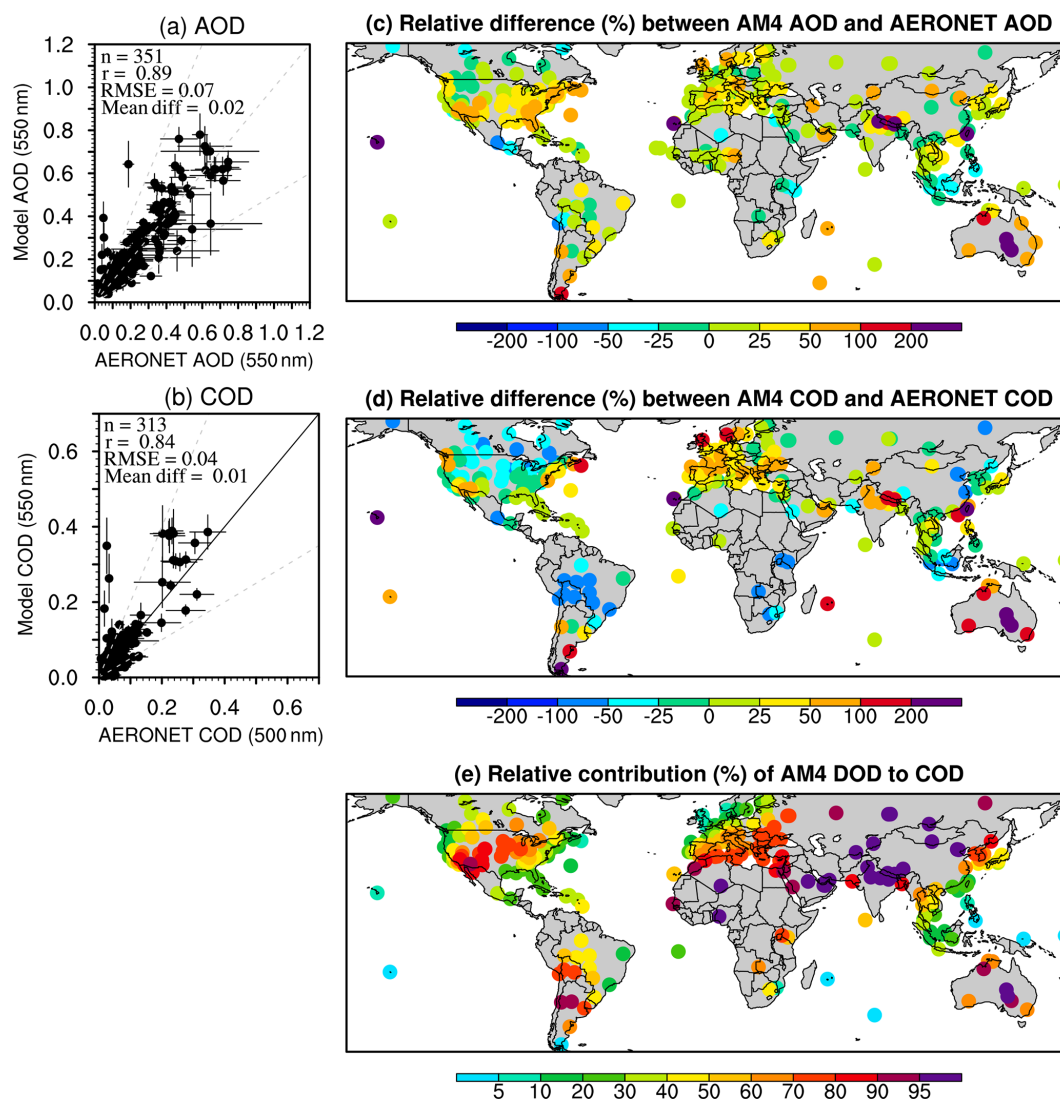 (a) AOD
n = 351
r = 0.89
RMSE = 0.07
Mean diff = 0.02
1.2
1.0
0.8
0.6
0.4
0.2
0.0
Model AOD (550 nm)
0.0 0.2 0.4 0.6 0.8 1.0 1.2
AERONET AOD (550 nm)
(c) Relative difference (%) between AM4 AOD and AERONET AOD
-200 -100 -50 -25 0 25 50 100 200
(b) COD
n = 313
r = 0.84
RMSE = 0.04
Mean diff = 0.01
0.6
0.4
0.2
0.0
Model COD (550 nm)
0.0 0.2 0.4 0.6
AERONET COD (500 nm)
(d) Relative difference (%) between AM4 COD and AERONET COD
-200 -100 -50 -25 0 25 50 100 200
(e) Relative contribution (%) of AM4 DOD to COD
5 10 20 30 40 50 60 70 80 90 95